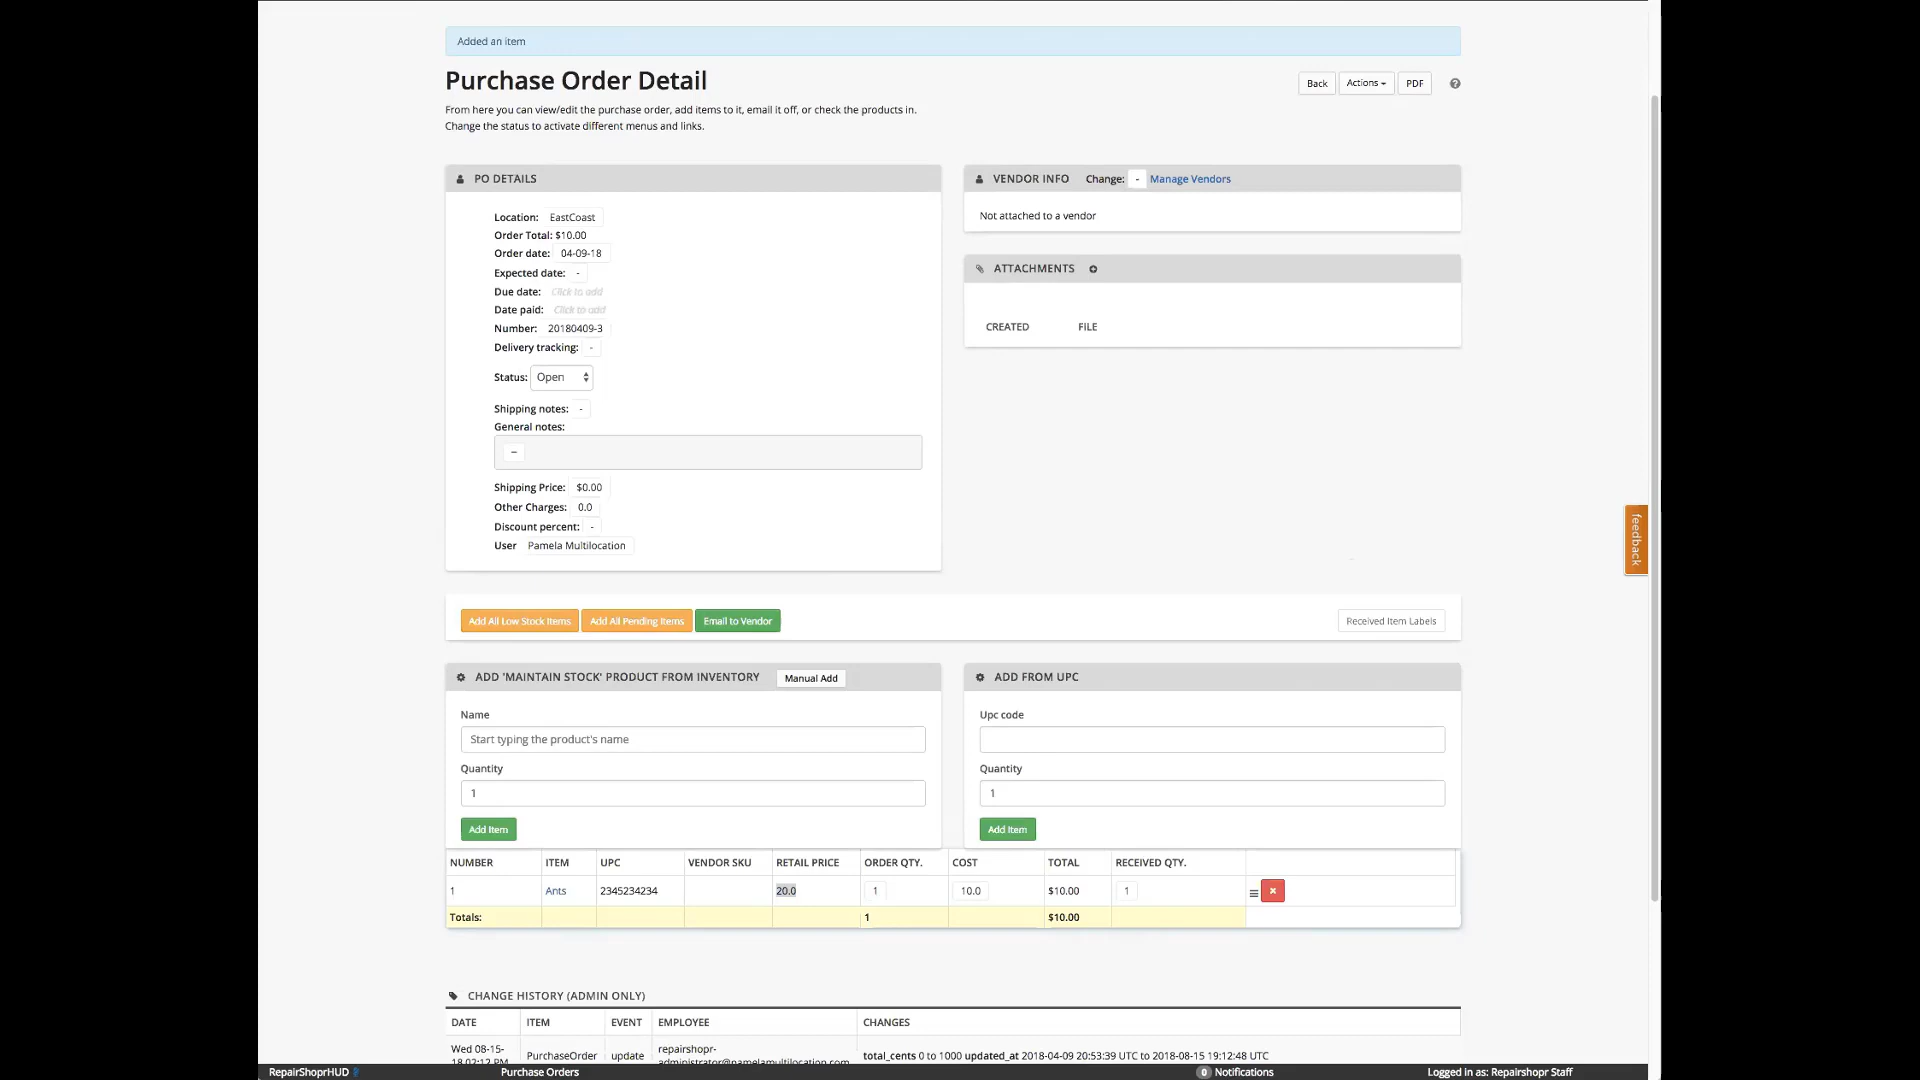 Added an item
Purchase Order Detail
Back Actions PDF
From here you can view/edit the purchase order, add items to it, email it off, or check the products in.
Change the status to activate different menus and links.
PO DETAILS
Location: EastCoast
Order Total: $10.00
Order date: 04-09-18
Expected date: -
Due date: Click to add
Date paid: Click to add
Number: 20180409-3
Delivery tracking: -
Status: Open
Shipping notes: -
General notes:
–
Shipping Price: $0.00
Other Charges: 0.0
Discount percent: -
User Pamela Multilocation
VENDOR INFO Change: - Manage Vendors
Not attached to a vendor
ATTACHMENTS
CREATED FILE
feedback
Add All Low Stock Items Add All Pending Items Email to Vendor Received Item Labels
ADD 'MAINTAIN STOCK' PRODUCT FROM INVENTORY Manual Add
Name
Start typing the product's name
Quantity
1
Add Item
ADD FROM UPC
Upc code
Quantity
1
Add Item
NUMBER ITEM UPC VENDOR SKU RETAIL PRICE ORDER QTY. COST TOTAL RECEIVED QTY.
1 Ants 2345234234 20.0 1 10.0 $10.00 1
Totals: 1 $10.00
CHANGE HISTORY (ADMIN ONLY)
DATE ITEM EVENT EMPLOYEE CHANGES
Wed 08-15-
18 02:12 PM
PurchaseOrder update
repairshopr-
administrator@pamelamultilocation.com
total_cents 0 to 1000 updated_at 2018-04-09 20:53:39 UTC to 2018-08-15 19:12:48 UTC
RepairShoprHUD Purchase Orders 0 Notifications Logged in as: Repairshopr Staff